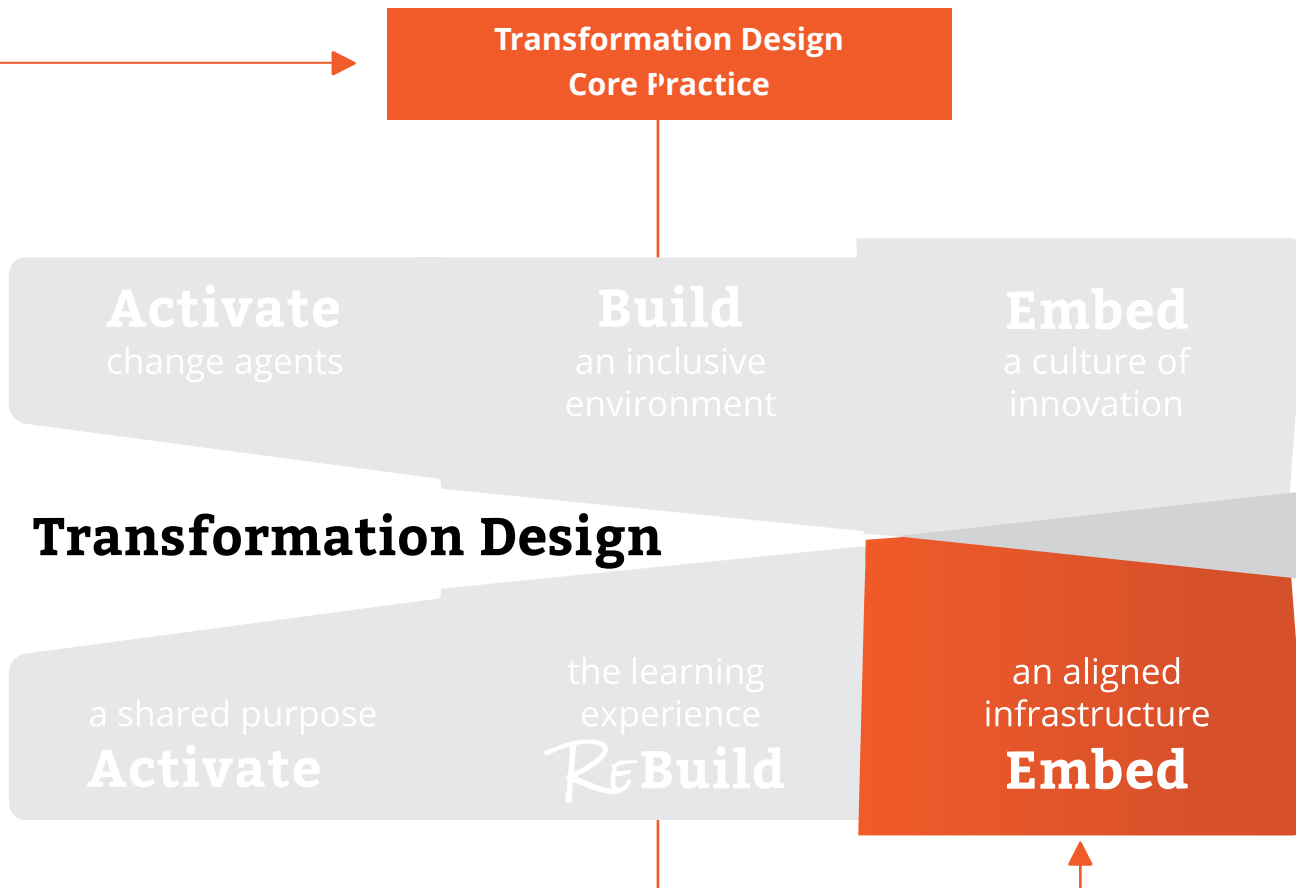 Transformation Design
Core Practice
Activate
change agents
Build
an inclusive
environment
Embed
a culture of
innovation
Transformation Design
a shared purpose
Activate
the learning
experience
ReBuild
an aligned
infrastructure
Embed